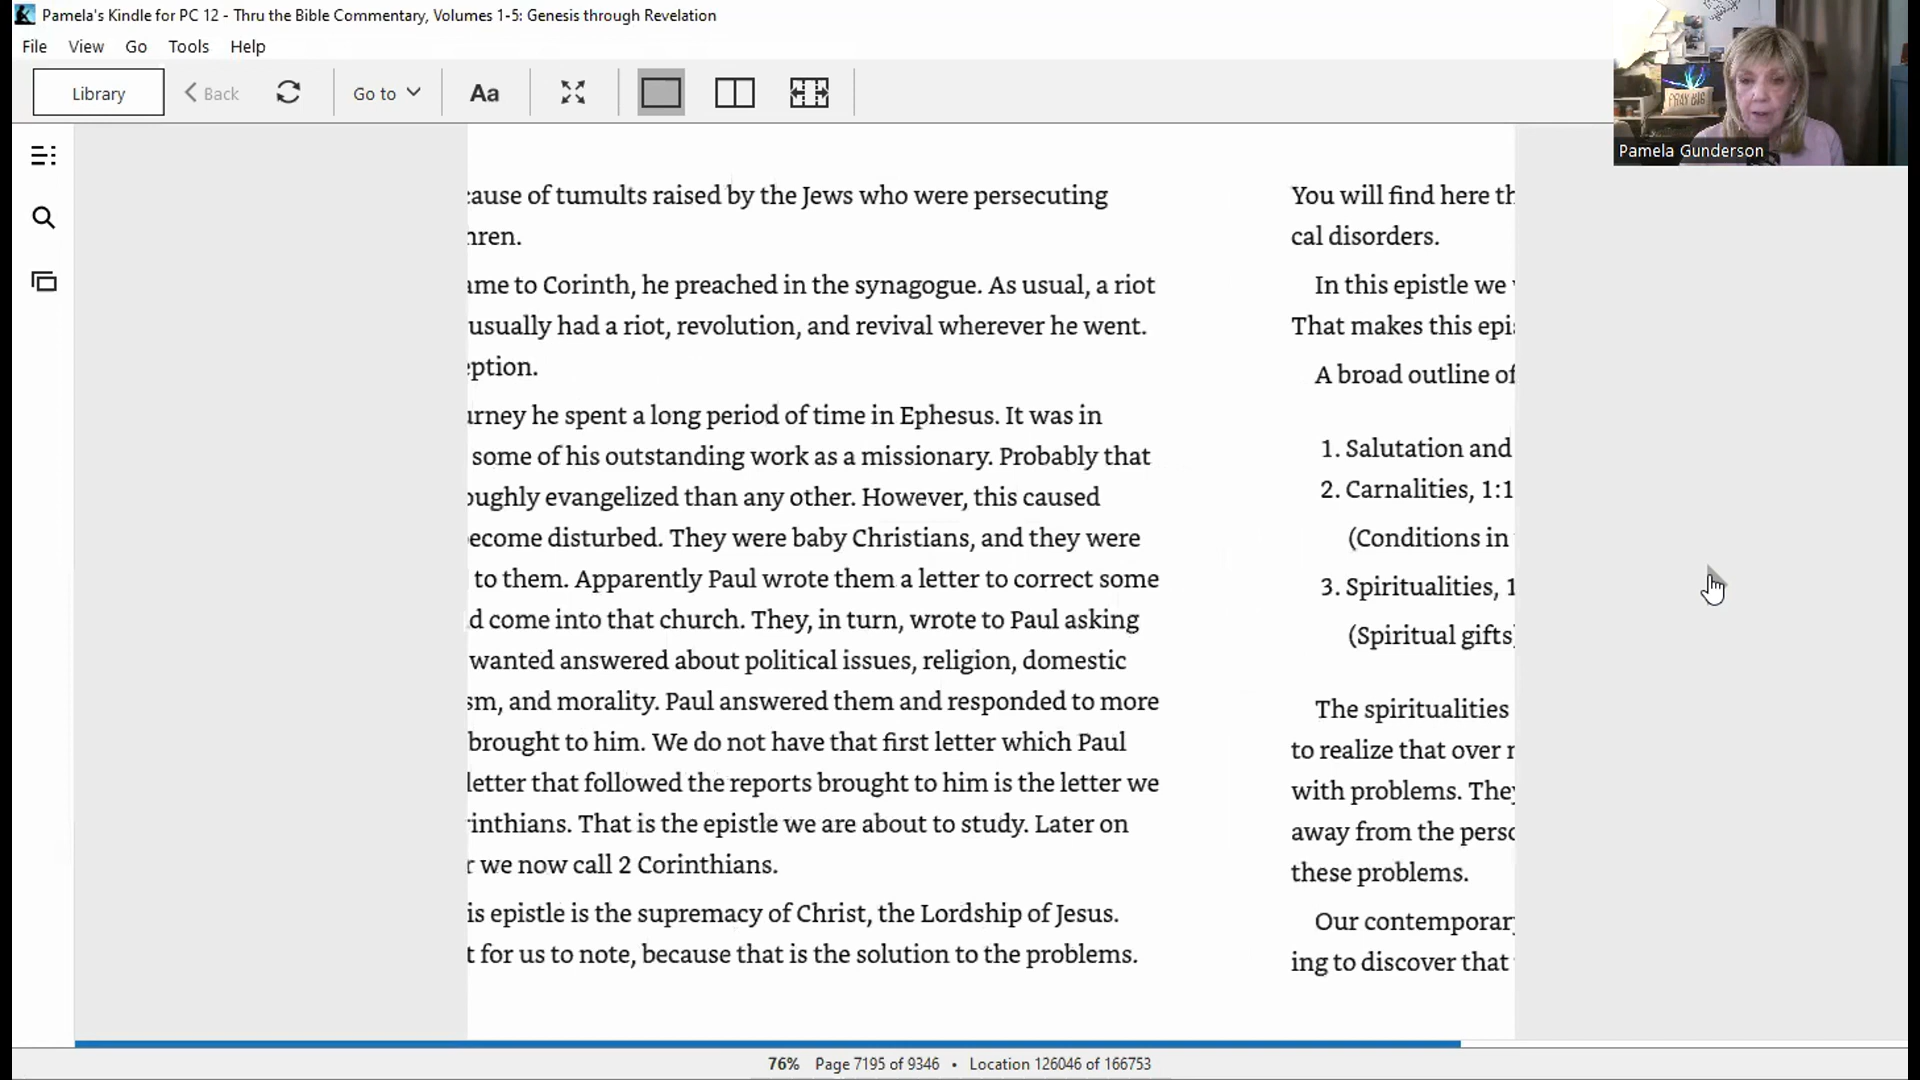 Pamela's Kindle for PC 12 - Thru the Bible Commentary, Volumes 1-5: Genesis through Revelation
File View Go Tools Help
Library Back Go to Aa
PRAY BIG
Pamela Gunderson
cause of tumults raised by the Jews who were persecuting
hren.
ame to Corinth, he preached in the synagogue. As usual, a riot
usually had a riot, revolution, and revival wherever he went.
eption.
urney he spent a long period of time in Ephesus. It was in
some of his outstanding work as a missionary. Probably that
oughly evangelized than any other. However, this caused
ecome disturbed. They were baby Christians, and they were
to them. Apparently Paul wrote them a letter to correct some
d come into that church. They, in turn, wrote to Paul asking
wanted answered about political issues, religion, domestic
sm, and morality. Paul answered them and responded to more
brought to him. We do not have that first letter which Paul
letter that followed the reports brought to him is the letter we
rinthians. That is the epistle we are about to study. Later on
r we now call 2 Corinthians.
is epistle is the supremacy of Christ, the Lordship of Jesus.
t for us to note, because that is the solution to the problems.
You will find here th
cal disorders.
In this epistle we
That makes this epi
A broad outline of
1. Salutation and
2. Carnalities, 1:1
(Conditions in
3. Spiritualities, 1
(Spiritual gifts)
The spiritualities
to realize that over
with problems. They
away from the perso
these problems.
Our contemporary
ing to discover that
76% Page 7195 of 9346 • Location 126046 of 166753